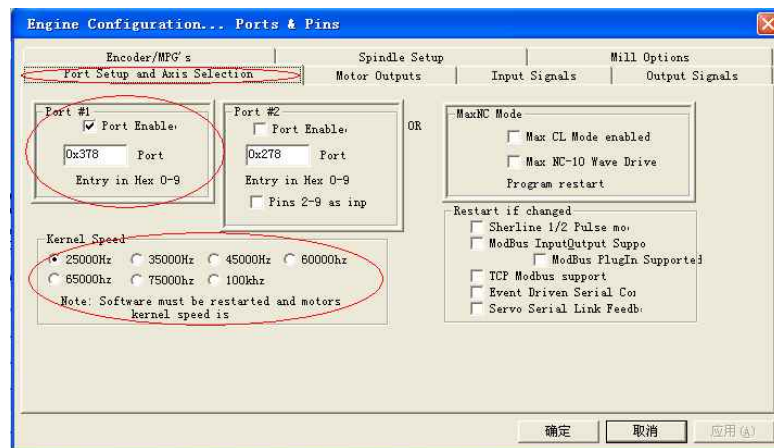 Engine Configuration... Ports & Pins
Encoder/MPG's
Spindle Setup
Mill Options
Port Setup and Axis Selection
Motor Outputs
Input Signals
Output Signals
Port #1
Port Enable
0x378 Port
Entry in Hex 0-9
Port #2
Port Enable
0x278 Port
Entry in Hex 0-9
Pins 2-9 as inp
OR
MaxNC Mode
Max CL Mode enabled
Max NC-10 Wave Drive
Program restart
Kernel Speed
25000Hz 35000Hz 45000Hz 60000hz
65000hz 75000hz 100khz
Note: Software must be restarted and motors
kernel speed is
Restart if changed
Sherline 1/2 Pulse mo
ModBus InputOutput Suppo
ModBus PlugIn Supported
TCP Modbus support
Event Driven Serial Co
Servo Serial Link Feedb
确定
取消
应用(A)